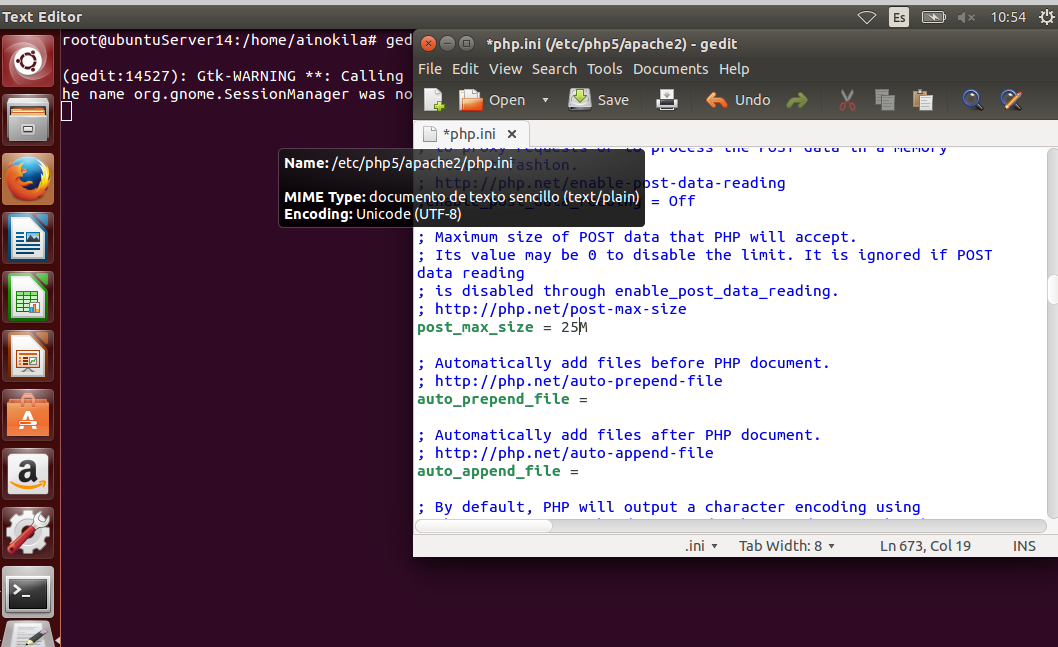 Text Editor
Es
10:54
root@ubuntuServer14:/home/ainokila# ged
(gedit:14527): Gtk-WARNING **: Calling
he name org.gnome.SessionManager was no
*php.ini (/etc/php5/apache2) - gedit
File Edit View Search Tools Documents Help
Open Save Undo
*php.ini
Name: /etc/php5/apache2/php.ini
MIME Type: documento de texto sencillo (text/plain)
Encoding: Unicode (UTF-8)
; to proxy requests or to process the POST data in a memory
fashion.
; http://php.net/enable-post-data-reading
= Off
; Maximum size of POST data that PHP will accept.
; Its value may be 0 to disable the limit. It is ignored if POST
data reading
; is disabled through enable_post_data_reading.
; http://php.net/post-max-size
post_max_size = 25M
; Automatically add files before PHP document.
; http://php.net/auto-prepend-file
auto_prepend_file =
; Automatically add files after PHP document.
; http://php.net/auto-append-file
auto_append_file =
; By default, PHP will output a character encoding using
.ini Tab Width: 8 Ln 673, Col 19 INS